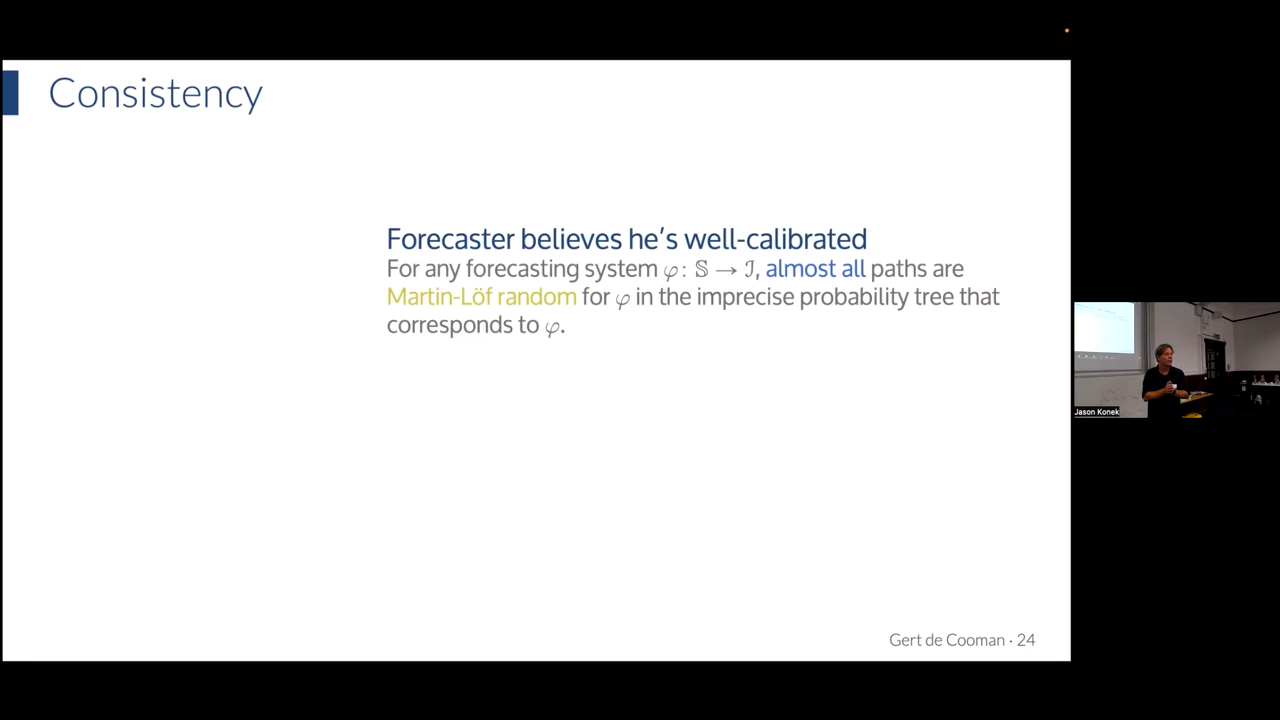 Consistency
Forecaster believes he's well-calibrated
For any forecasting system φ: 𝕊 → ℐ, almost all paths are
Martin-Löf random for φ in the imprecise probability tree that
corresponds to φ.
Gert de Cooman · 24
Jason Konek